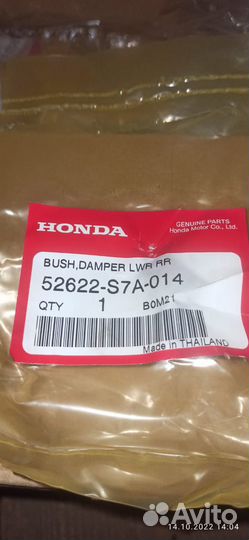 HONDA
GENUINE PARTS
Honda Motor Co., Ltd.
BUSH,DAMPER LWR RR
52622-S7A-014
QTY 1 B0M21
Made in THAILAND
Avito
14.10.2022 14:04